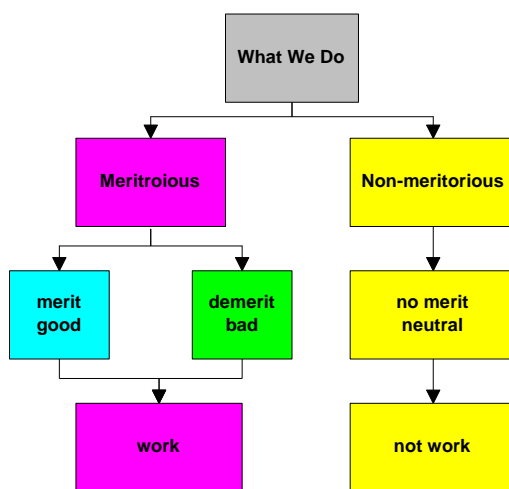 What We Do
Meritroious
Non-meritorious
merit
good
demerit
bad
no merit
neutral
work
not work